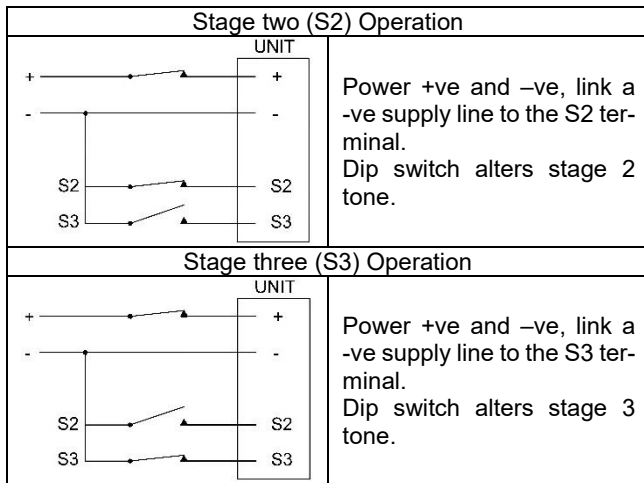 Stage two (S2) Operation
UNIT
+ +
- -
S2 S2
S3 S3
Power +ve and –ve, link a
-ve supply line to the S2 ter-
minal.
Dip switch alters stage 2
tone.
Stage three (S3) Operation
UNIT
+ +
- -
S2 S2
S3 S3
Power +ve and –ve, link a
-ve supply line to the S3 ter-
minal.
Dip switch alters stage 3
tone.